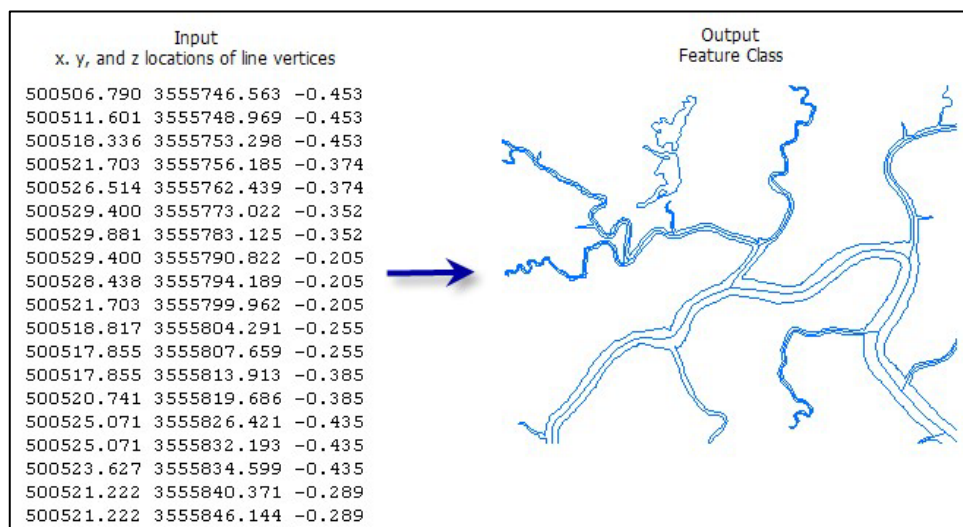 Input
x. y, and z locations of line vertices
500506.790 3555746.563 -0.453
500511.601 3555748.969 -0.453
500518.336 3555753.298 -0.453
500521.703 3555756.185 -0.374
500526.514 3555762.439 -0.374
500529.400 3555773.022 -0.352
500529.881 3555783.125 -0.352
500529.400 3555790.822 -0.205
500528.438 3555794.189 -0.205
500521.703 3555799.962 -0.205
500518.817 3555804.291 -0.255
500517.855 3555807.659 -0.255
500517.855 3555813.913 -0.385
500520.741 3555819.686 -0.385
500525.071 3555826.421 -0.435
500525.071 3555832.193 -0.435
500523.627 3555834.599 -0.435
500521.222 3555840.371 -0.289
500521.222 3555846.144 -0.289
Output
Feature Class